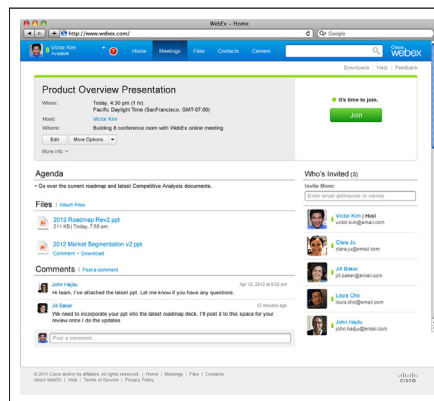 WebEx - Home
http://www.webex.com/
Google
Victor Kim
Available
Home
Meetings
Files
Contacts
Centers
Cisco
webex
Downloads | Help | Feedback
Product Overview Presentation
When: Today, 4:30 pm (1 hr)
Pacific Daylight Time (SanFrancisco, GMT-07:00)
Host: Victor Kim
Where: Building 8 conference room with WebEx online meeting
Edit
More Options
More info
It's time to join.
Join
Agenda
• Go over the current roadmap and latest Competitive Analysis documents.
Files | Attach Files
2012 Roadmap Rev2.ppt
211 KB | Today, 7:55 am
2012 Market Segmentation v2.ppt
Comment • Download
Comments | Post a comment
John Hajdu
Apr 12, 2012 at 8:52 am
Hi team, I've attached the latest ppt. Let me know if you have any questions.
Jill Baker
12 minutes ago
We need to incorporate your ppt into the latest roadmap deck. I'll post it to this space for your
review once I do the updates.
Post a comment...
Who's Invited (3)
Invite More:
Enter email addresses or names
Victor Kim | Host
victor.kim@email.com
Clara Ju
clara.ju@email.com
Jill Baker
jill.baker@email.com
Louis Cho
louis.cho@email.com
John Hajdu
john.hadju@email.com
© 2011 Cisco and/or its affiliates. All rights reserved. | Home | Meetings | Files | Contacts
About WebEx | Help | Terms of Service | Privacy Policy
CISCO